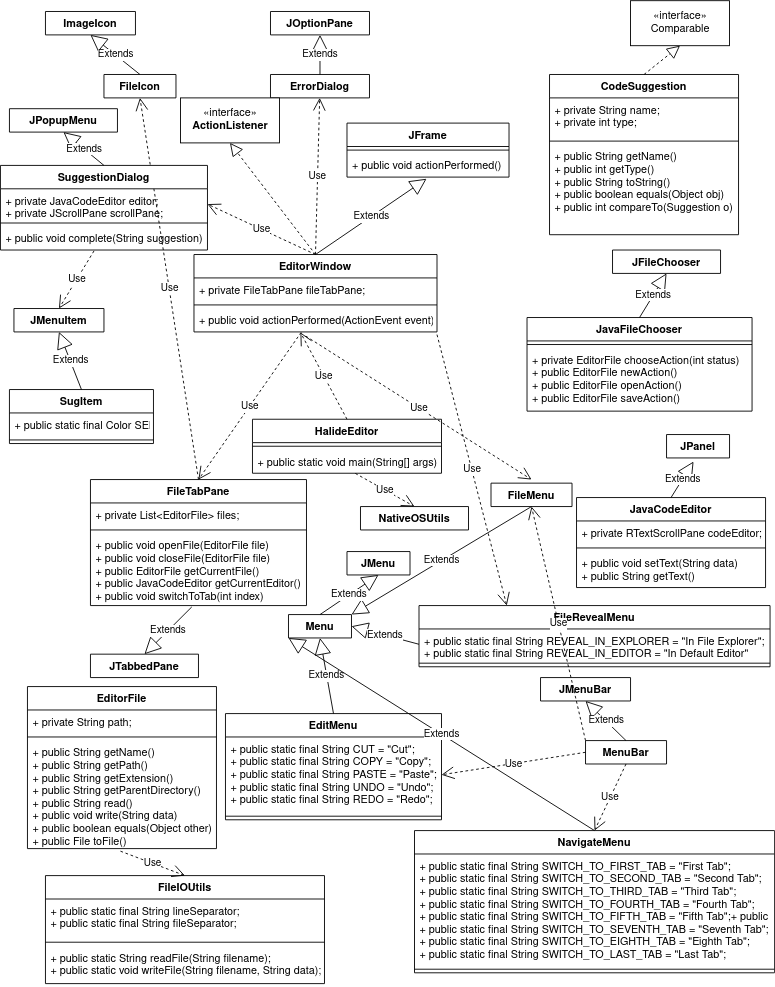 ImageIcon
JOptionPane
«interface»
Comparable
Extends
Extends
FileIcon
ErrorDialog
CodeSuggestion
+ private String name;
+ private int type;
+ public String getName()
+ public int getType()
+ public String toString()
+ public boolean equals(Object obj)
+ public int compareTo(Suggestion o)
«interface»
ActionListener
JPopupMenu
Extends
JFrame
+ public void actionPerformed()
SuggestionDialog
+ private JavaCodeEditor editor;
+ private JScrollPane scrollPane;
+ public void complete(String suggestion)
Use
Extends
Use
EditorWindow
+ private FileTabPane fileTabPane;
+ public void actionPerformed(ActionEvent event)
JFileChooser
Extends
JavaFileChooser
+ private EditorFile chooseAction(int status)
+ public EditorFile newAction()
+ public EditorFile openAction()
+ public EditorFile saveAction()
Use
Use
JMenuItem
Extends
SugItem
+ public static final Color SE
Use
Use
Use
HalideEditor
+ public static void main(String[] args)
Use
Use
NativeOSUtils
FileMenu
JPanel
Extends
JavaCodeEditor
+ private RTextScrollPane codeEditor;
+ public void setText(String data)
+ public String getText()
FileTabPane
+ private List<EditorFile> files;
+ public void openFile(EditorFile file)
+ public void closeFile(EditorFile file)
+ public EditorFile getCurrentFile()
+ public JavaCodeEditor getCurrentEditor()
+ public void switchToTab(int index)
Extends
JTabbedPane
JMenu
Extends
Extends
Menu
Extends
FileRevealMenu
Use
+ public static final String REVEAL_IN_EXPLORER = "In File Explorer";
+ public static final String REVEAL_IN_EDITOR = "In Default Editor"
Extends
JMenuBar
Extends
MenuBar
EditorFile
+ private String path;
+ public String getName()
+ public String getPath()
+ public String getExtension()
+ public String getParentDirectory()
+ public String read()
+ public void write(String data)
+ public boolean equals(Object other)
+ public File toFile()
EditMenu
+ public static final String CUT = "Cut";
+ public static final String COPY = "Copy";
+ public static final String PASTE = "Paste";
+ public static final String UNDO = "Undo";
+ public static final String REDO = "Redo";
Extends
Use
Use
NavigateMenu
+ public static final String SWITCH_TO_FIRST_TAB = "First Tab";
+ public static final String SWITCH_TO_SECOND_TAB = "Second Tab";
+ public static final String SWITCH_TO_THIRD_TAB = "Third Tab";
+ public static final String SWITCH_TO_FOURTH_TAB = "Fourth Tab";
+ public static final String SWITCH_TO_FIFTH_TAB = "Fifth Tab";+ public
+ public static final String SWITCH_TO_SEVENTH_TAB = "Seventh Tab";
+ public static final String SWITCH_TO_EIGHTH_TAB = "Eighth Tab";
+ public static final String SWITCH_TO_LAST_TAB = "Last Tab";
Use
FileIOUtils
+ public static final String lineSeparator;
+ public static final String fileSeparator;
+ public static String readFile(String filename);
+ public static void writeFile(String filename, String data);